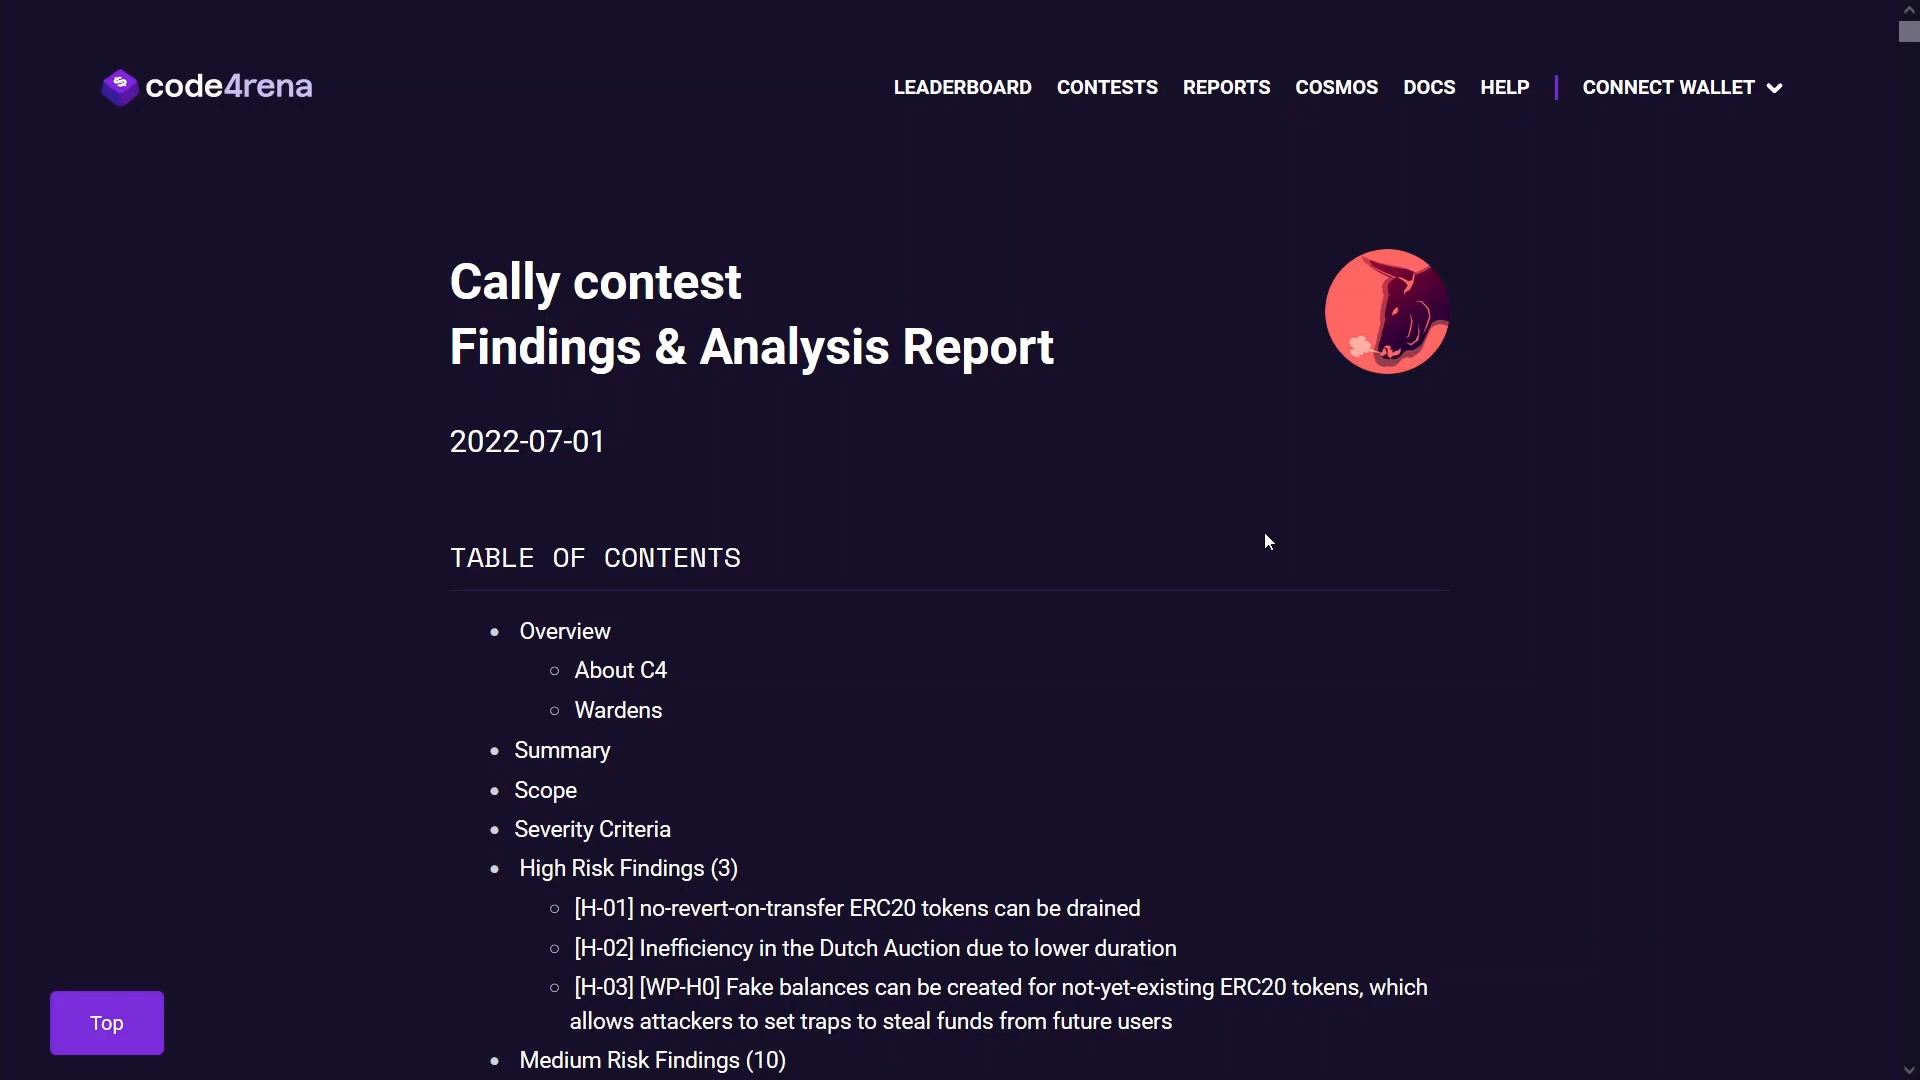 code4rena
LEADERBOARD CONTESTS REPORTS COSMOS DOCS HELP CONNECT WALLET
Cally contest
Findings & Analysis Report
2022-07-01
TABLE OF CONTENTS
Overview
About C4
Wardens
Summary
Scope
Severity Criteria
High Risk Findings (3)
[H-01] no-revert-on-transfer ERC20 tokens can be drained
[H-02] Inefficiency in the Dutch Auction due to lower duration
[H-03] [WP-H0] Fake balances can be created for not-yet-existing ERC20 tokens, which
allows attackers to set traps to steal funds from future users
Medium Risk Findings (10)
Top